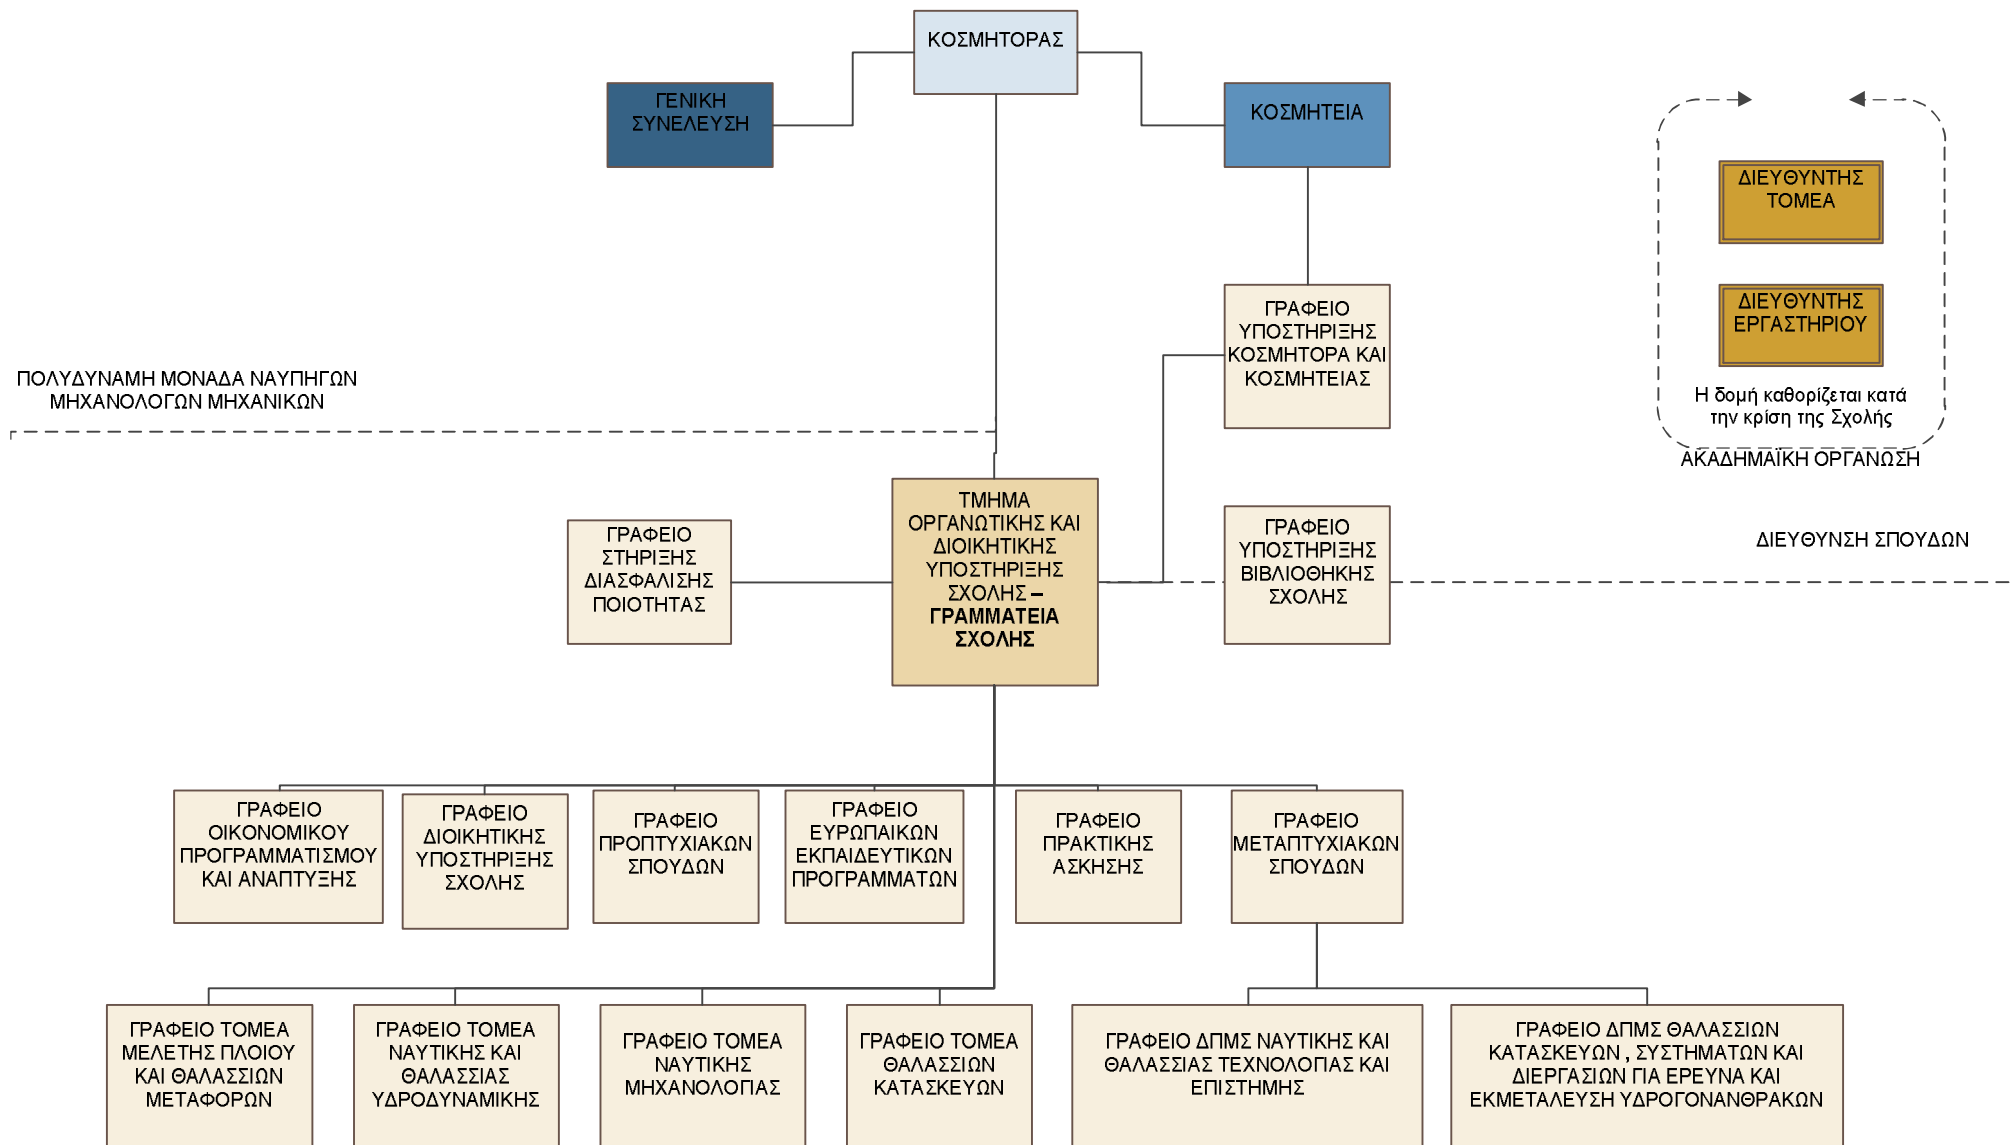 ΚΟΣΜΗΤΟΡΑΣ
ΓΕΝΙΚΗ
ΣΥΝΕΛΕΥΣΗ
ΚΟΣΜΗΤΕΙΑ
ΔΙΕΥΘΥΝΤΗΣ
ΤΟΜΕΑ
ΔΙΕΥΘΥΝΤΗΣ
ΕΡΓΑΣΤΗΡΙΟΥ
Η δομή καθορίζεται κατά
την κρίση της Σχολής
ΑΚΑΔΗΜΑΪΚΗ ΟΡΓΑΝΩΣΗ
ΓΡΑΦΕΙΟ
ΥΠΟΣΤΗΡΙΞΗΣ
ΚΟΣΜΗΤΟΡΑ ΚΑΙ
ΚΟΣΜΗΤΕΙΑΣ
ΠΟΛΥΔΥΝΑΜΗ ΜΟΝΑΔΑ ΝΑΥΠΗΓΩΝ
ΜΗΧΑΝΟΛΟΓΩΝ ΜΗΧΑΝΙΚΩΝ
ΓΡΑΦΕΙΟ
ΣΤΗΡΙΞΗΣ
ΔΙΑΣΦΑΛΙΣΗΣ
ΠΟΙΟΤΗΤΑΣ
ΤΜΗΜΑ
ΟΡΓΑΝΩΤΙΚΗΣ ΚΑΙ
ΔΙΟΙΚΗΤΙΚΗΣ
ΥΠΟΣΤΗΡΙΞΗΣ
ΣΧΟΛΗΣ –
ΓΡΑΜΜΑΤΕΙΑ
ΣΧΟΛΗΣ
ΓΡΑΦΕΙΟ
ΥΠΟΣΤΗΡΙΞΗΣ
ΒΙΒΛΙΟΘΗΚΗΣ
ΣΧΟΛΗΣ
ΔΙΕΥΘΥΝΣΗ ΣΠΟΥΔΩΝ
ΓΡΑΦΕΙΟ
ΟΙΚΟΝΟΜΙΚΟΥ
ΠΡΟΓΡΑΜΜΑΤΙΣΜΟΥ
ΚΑΙ ΑΝΑΠΤΥΞΗΣ
ΓΡΑΦΕΙΟ
ΔΙΟΙΚΗΤΙΚΗΣ
ΥΠΟΣΤΗΡΙΞΗΣ
ΣΧΟΛΗΣ
ΓΡΑΦΕΙΟ
ΠΡΟΠΤΥΧΙΑΚΩΝ
ΣΠΟΥΔΩΝ
ΓΡΑΦΕΙΟ
ΕΥΡΩΠΑΙΚΩΝ
ΕΚΠΑΙΔΕΥΤΙΚΩΝ
ΠΡΟΓΡΑΜΜΑΤΩΝ
ΓΡΑΦΕΙΟ
ΠΡΑΚΤΙΚΗΣ
ΑΣΚΗΣΗΣ
ΓΡΑΦΕΙΟ
ΜΕΤΑΠΤΥΧΙΑΚΩΝ
ΣΠΟΥΔΩΝ
ΓΡΑΦΕΙΟ ΤΟΜΕΑ
ΜΕΛΕΤΗΣ ΠΛΟΙΟΥ
ΚΑΙ ΘΑΛΑΣΣΙΩΝ
ΜΕΤΑΦΟΡΩΝ
ΓΡΑΦΕΙΟ ΤΟΜΕΑ
ΝΑΥΤΙΚΗΣ ΚΑΙ
ΘΑΛΑΣΣΙΑΣ
ΥΔΡΟΔΥΝΑΜΙΚΗΣ
ΓΡΑΦΕΙΟ ΤΟΜΕΑ
ΝΑΥΤΙΚΗΣ
ΜΗΧΑΝΟΛΟΓΙΑΣ
ΓΡΑΦΕΙΟ ΤΟΜΕΑ
ΘΑΛΑΣΣΙΩΝ
ΚΑΤΑΣΚΕΥΩΝ
ΓΡΑΦΕΙΟ ΔΠΜΣ ΝΑΥΤΙΚΗΣ ΚΑΙ
ΘΑΛΑΣΣΙΑΣ ΤΕΧΝΟΛΟΓΙΑΣ ΚΑΙ
ΕΠΙΣΤΗΜΗΣ
ΓΡΑΦΕΙΟ ΔΠΜΣ ΘΑΛΑΣΣΙΩΝ
ΚΑΤΑΣΚΕΥΩΝ , ΣΥΣΤΗΜΑΤΩΝ ΚΑΙ
ΔΙΕΡΓΑΣΙΩΝ ΓΙΑ ΕΡΕΥΝΑ ΚΑΙ
ΕΚΜΕΤΑΛΕΥΣΗ ΥΔΡΟΓΟΝΑΝΘΡΑΚΩΝ